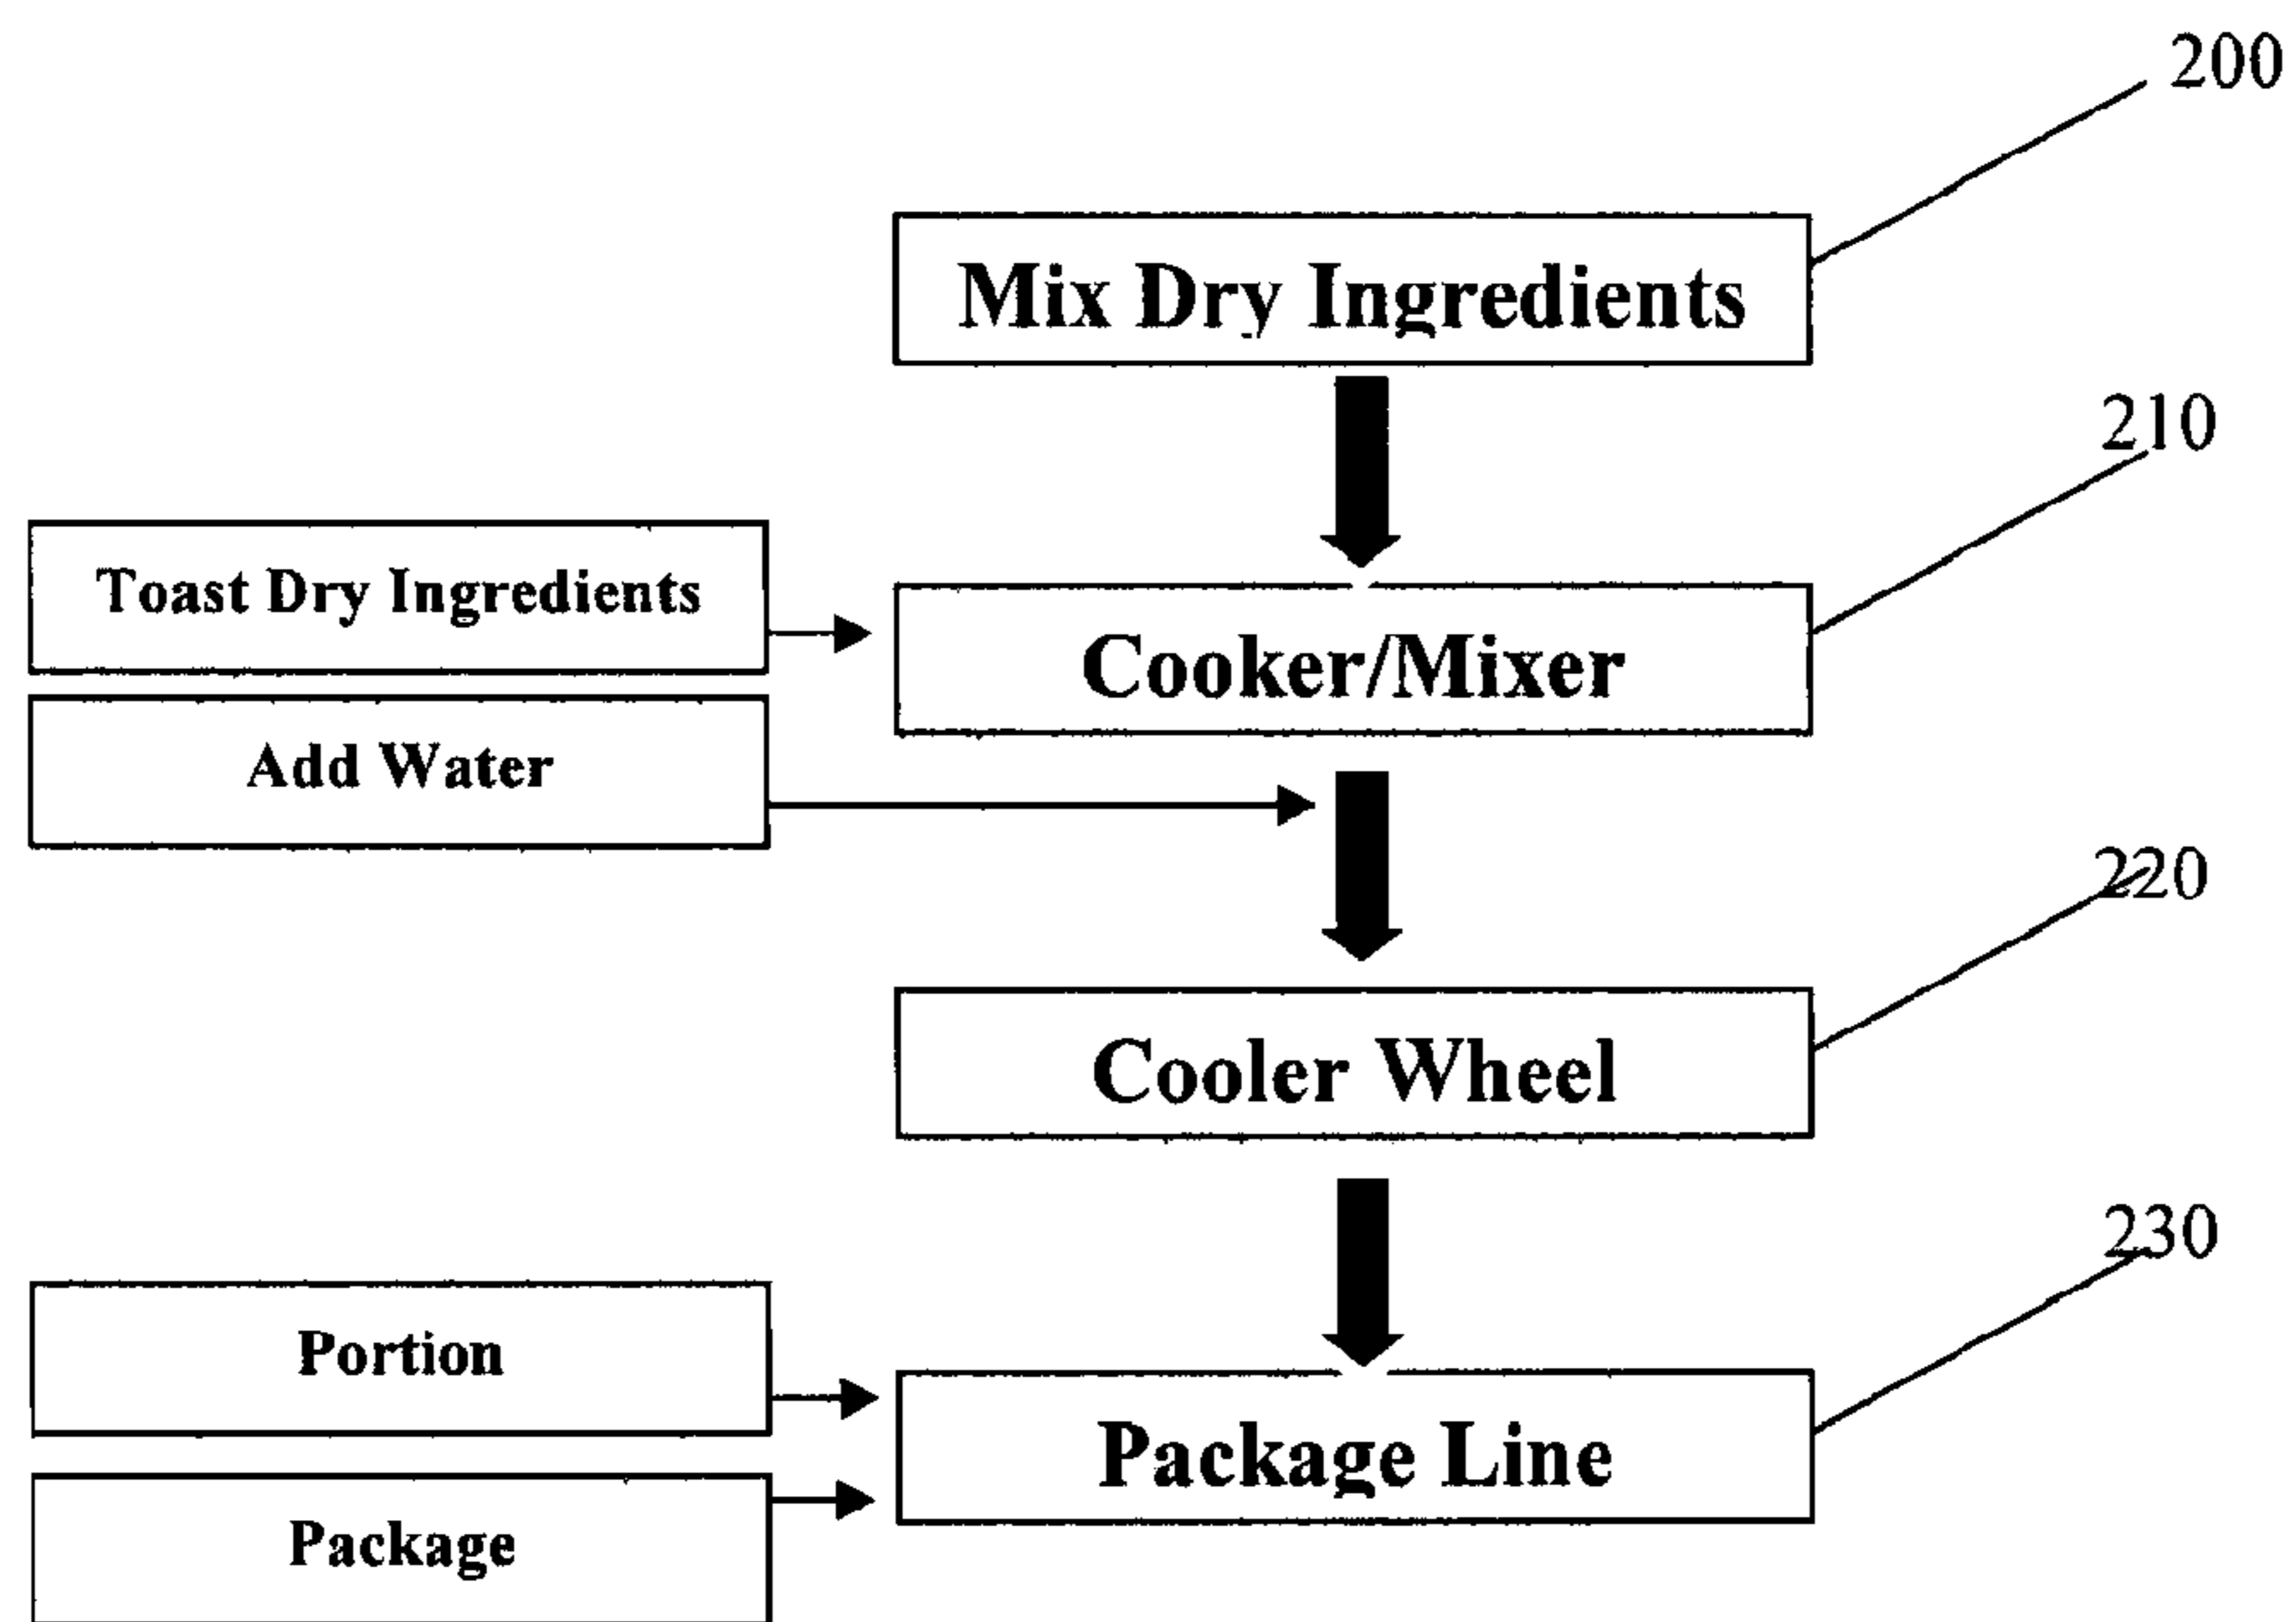 200
Mix Dry Ingredients
210
Toast Dry Ingredients
Cooker/Mixer
Add Water
220
Cooler Wheel
230
Portion
Package Line
Package